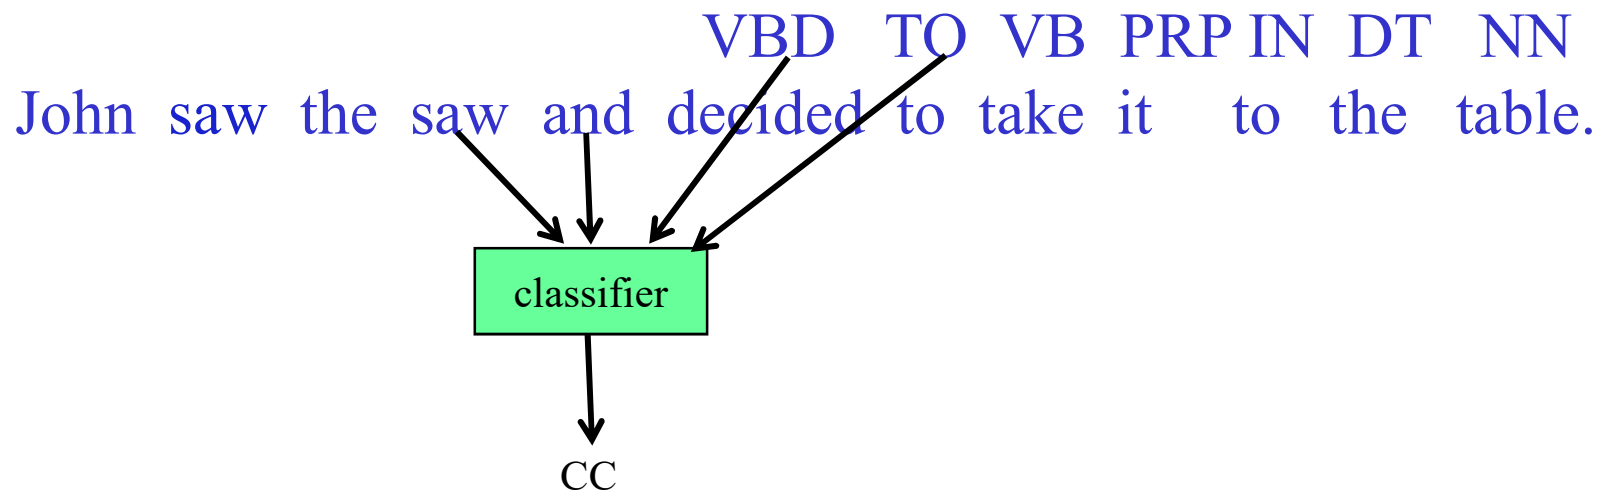 VBD TO VB PRP IN DT NN
John saw the saw and decided to take it to the table.
classifier
CC